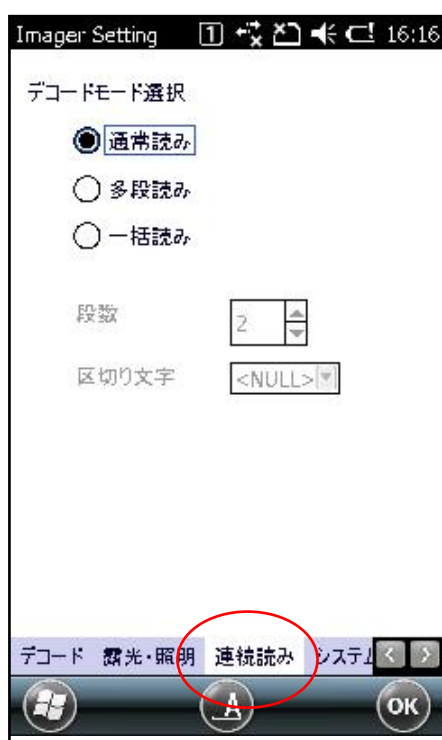 Imager Setting 1 16:16
デコードモード選択
通常読み
多段読み
一括読み
段数 2
区切り文字 <NULL>
デコード 露光・照明 連続読み システム
A OK